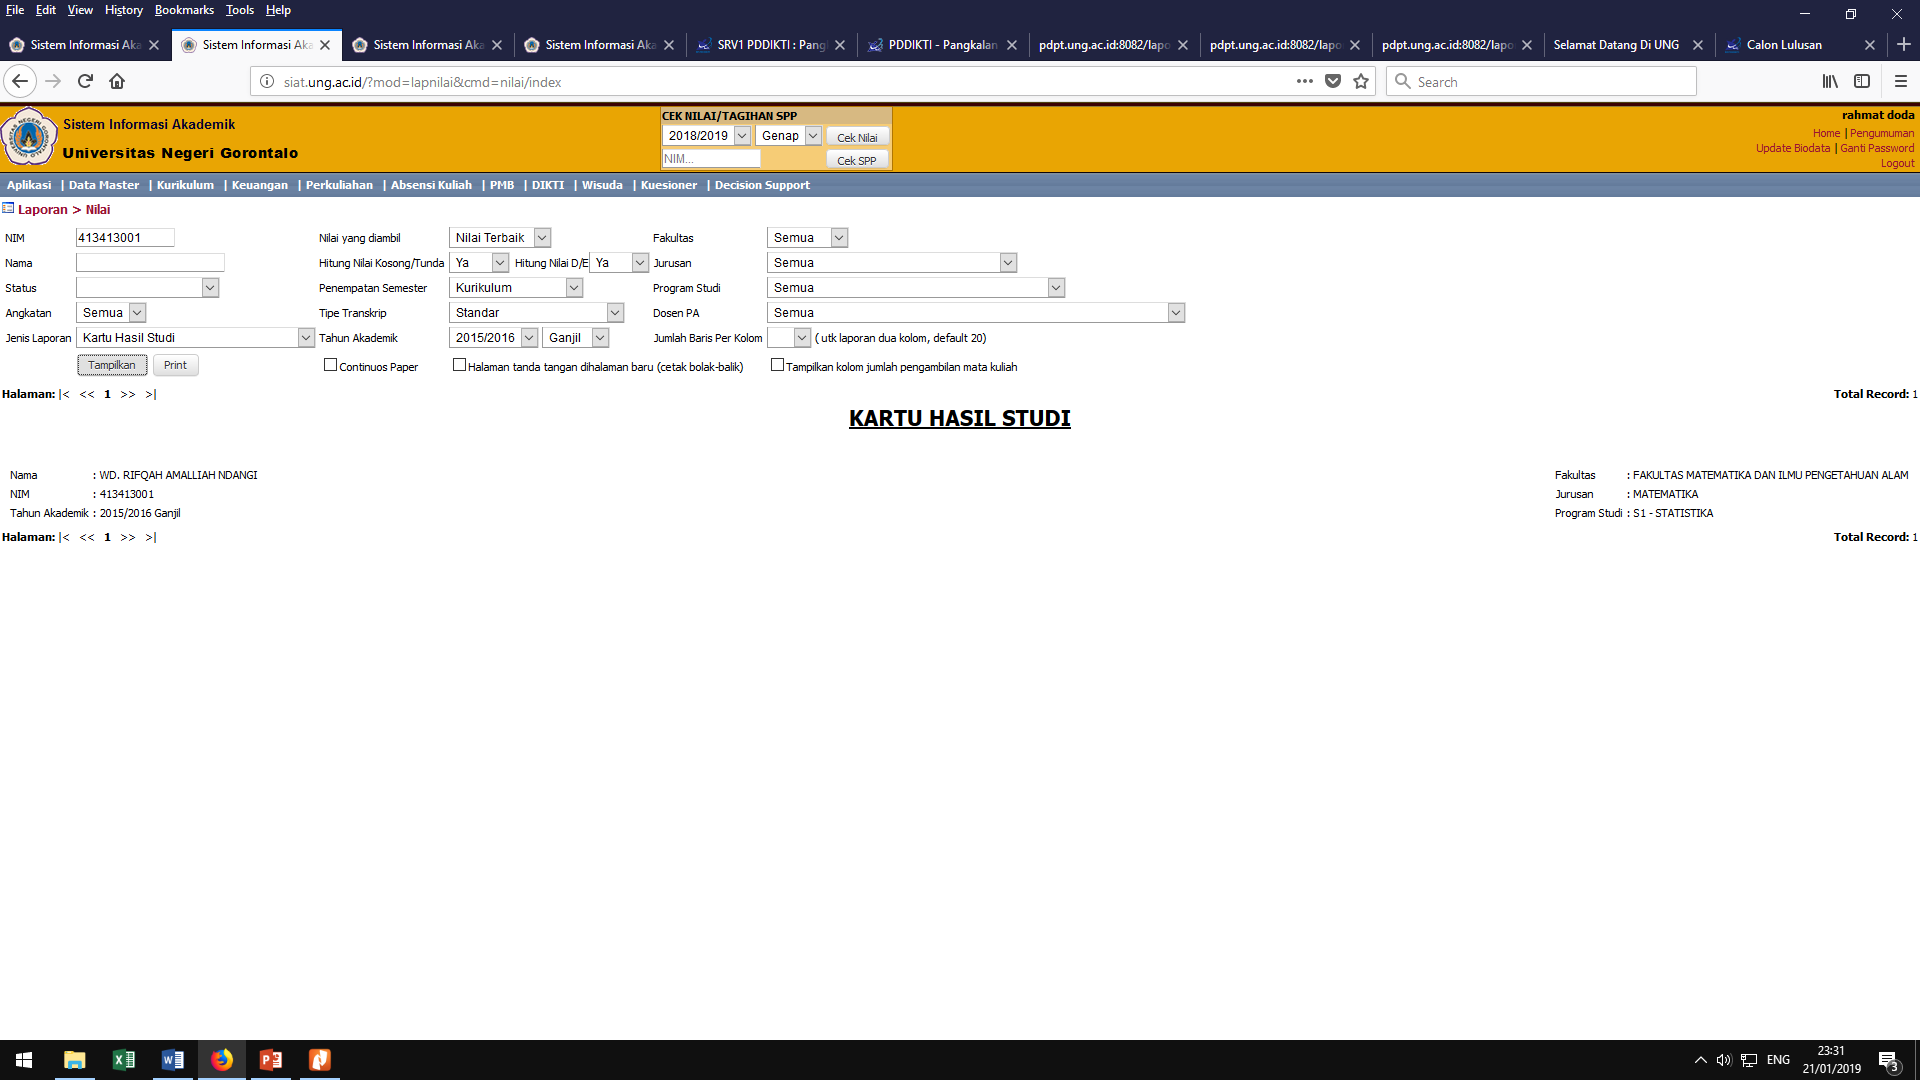 File Edit View History Bookmarks Tools Help
Sistem Informasi Aka Sistem Informasi Aka Sistem Informasi Aka Sistem Informasi Aka SRV1 PDDIKTI : Pang PDDIKTI - Pangkalan pdpt.ung.ac.id:8082/lapo pdpt.ung.ac.id:8082/lapo pdpt.ung.ac.id:8082/lapo Selamat Datang Di UNG Calon Lulusan
siat.ung.ac.id/?mod=lapnilai&cmd=nilai/index Search
Sistem Informasi Akademik
Universitas Negeri Gorontalo
CEK NILAI/TAGIHAN SPP
2018/2019 Genap Cek Nilai
NIM... Cek SPP
rahmat doda
Home | Pengumuman
Update Biodata | Ganti Password
Logout
Aplikasi | Data Master | Kurikulum | Keuangan | Perkuliahan | Absensi Kuliah | PMB | DIKTI | Wisuda | Kuesioner | Decision Support
Laporan > Nilai
NIM 413413001 Nilai yang diambil Nilai Terbaik Fakultas Semua
Nama Hitung Nilai Kosong/Tunda Ya Hitung Nilai D/E Ya Jurusan Semua
Status Penempatan Semester Kurikulum Program Studi Semua
Angkatan Semua Tipe Transkrip Standar Dosen PA Semua
Jenis Laporan Kartu Hasil Studi Tahun Akademik 2015/2016 Ganjil Jumlah Baris Per Kolom ( utk laporan dua kolom, default 20)
Tampilkan Print Continuos Paper Halaman tanda tangan dihalaman baru (cetak bolak-balik) Tampilkan kolom jumlah pengambilan mata kuliah
Halaman: |< << 1 >> >| Total Record: 1
KARTU HASIL STUDI
Nama : WD. RIFQAH AMALLIAH NDANGI Fakultas : FAKULTAS MATEMATIKA DAN ILMU PENGETAHUAN ALAM
NIM : 413413001 Jurusan : MATEMATIKA
Tahun Akademik : 2015/2016 Ganjil Program Studi : S1 - STATISTIKA
Halaman: |< << 1 >> >| Total Record: 1
ENG
23:31
21/01/2019
3